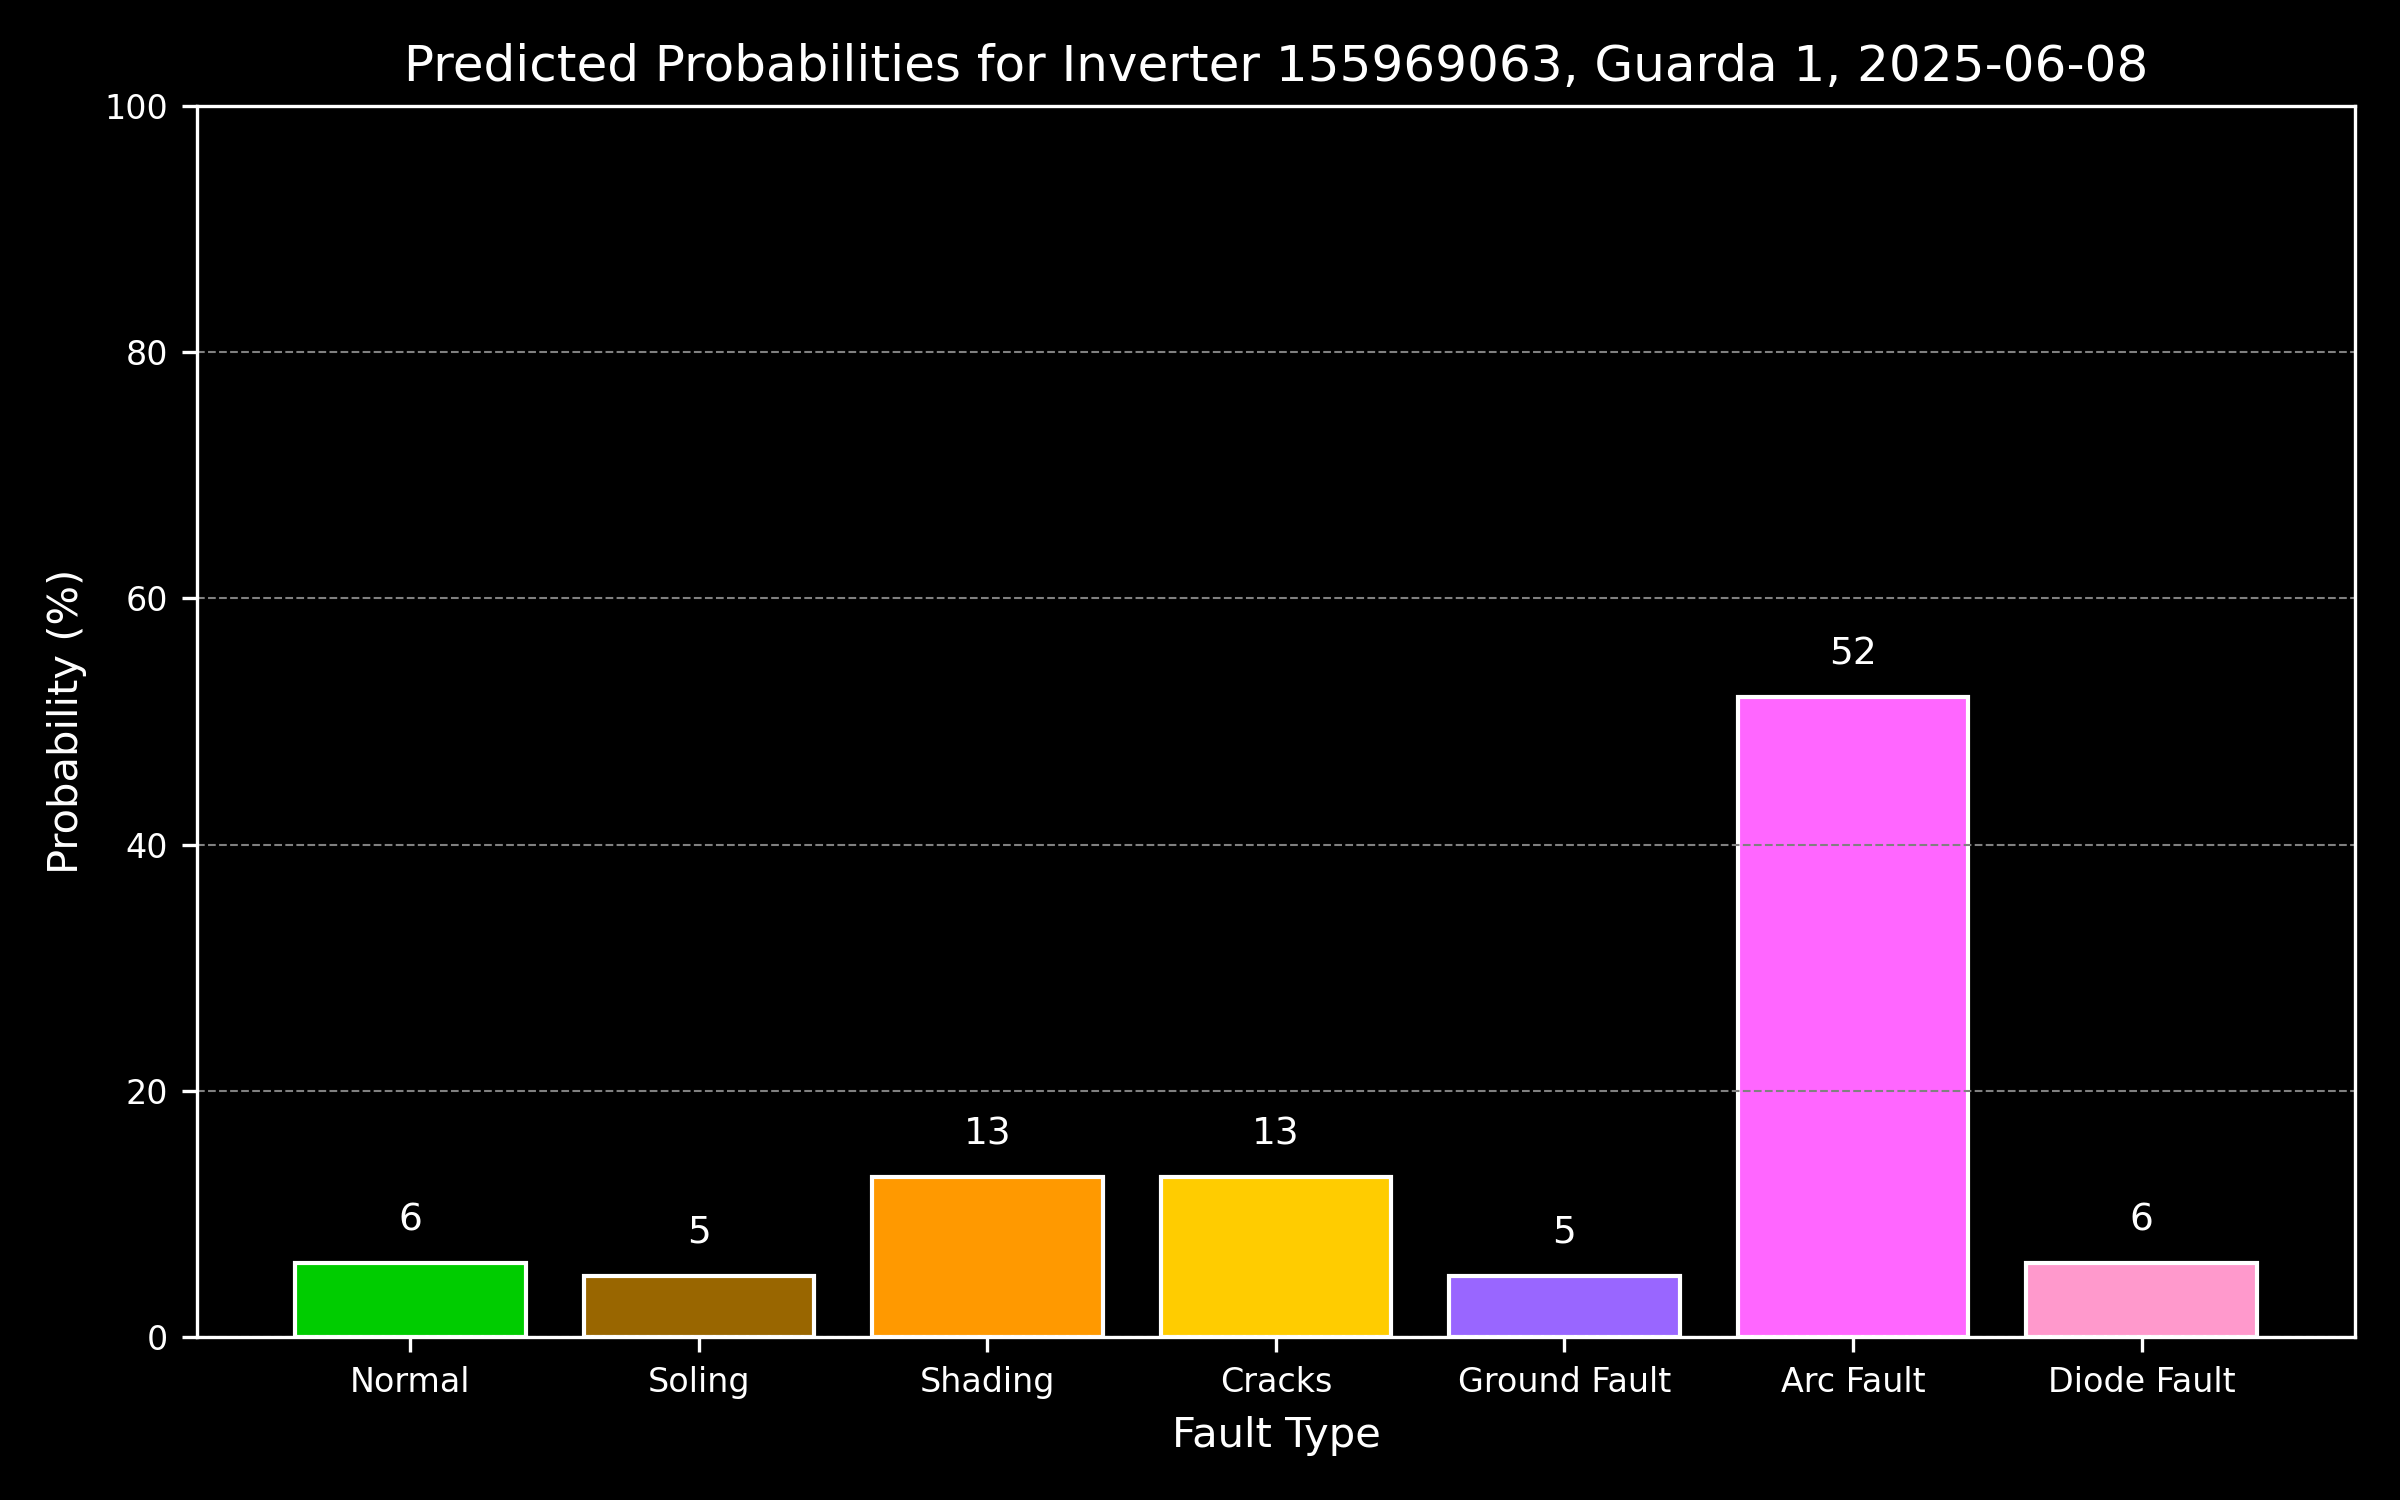 Predicted Probabilities for Inverter 155969063, Guarda 1, 2025-06-08
Probability (%)
100
80
60
40
20
0
6
5
13
13
5
52
6
Normal
Soling
Shading
Cracks
Ground Fault
Arc Fault
Diode Fault
Fault Type